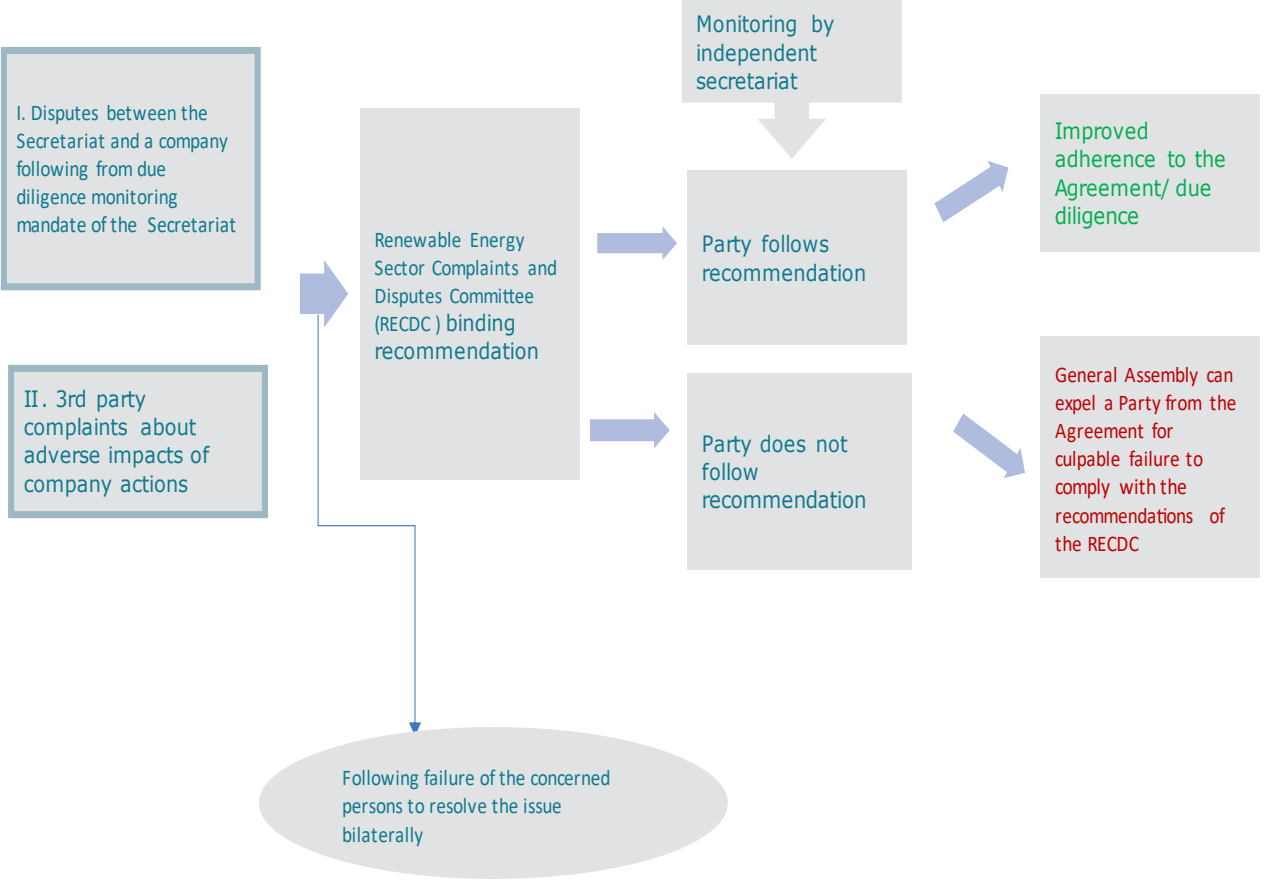 I. Disputes between the
Secretariat and a company
following from due
diligence monitoring
mandate of the Secretariat
II. 3rd party
complaints about
adverse impacts of
company actions
Renewable Energy
Sector Complaints and
Disputes Committee
(RECDC ) binding
recommendation
Monitoring by
independent
secretariat
Party follows
recommendation
Party does not
follow
recommendation
Improved
adherence to the
Agreement/ due
diligence
General Assembly can
expel a Party from the
Agreement for
culpable failure to
comply with the
recommendations of
the RECDC
Following failure of the concerned
persons to resolve the issue
bilaterally